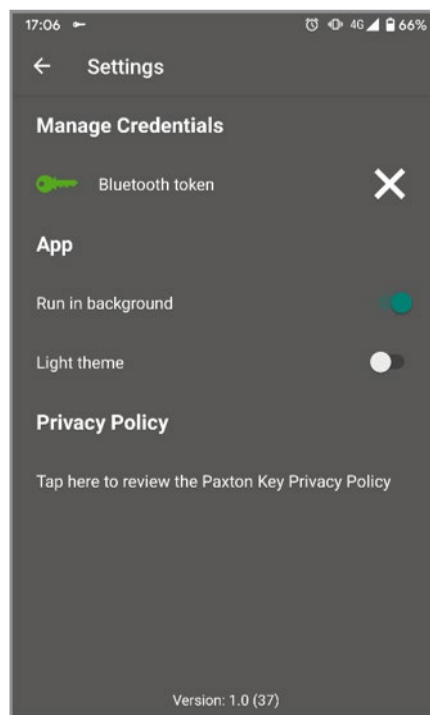 17:06 4G 66%
Settings
Manage Credentials
Bluetooth token
App
Run in background
Light theme
Privacy Policy
Tap here to review the Paxton Key Privacy Policy
Version: 1.0 (37)